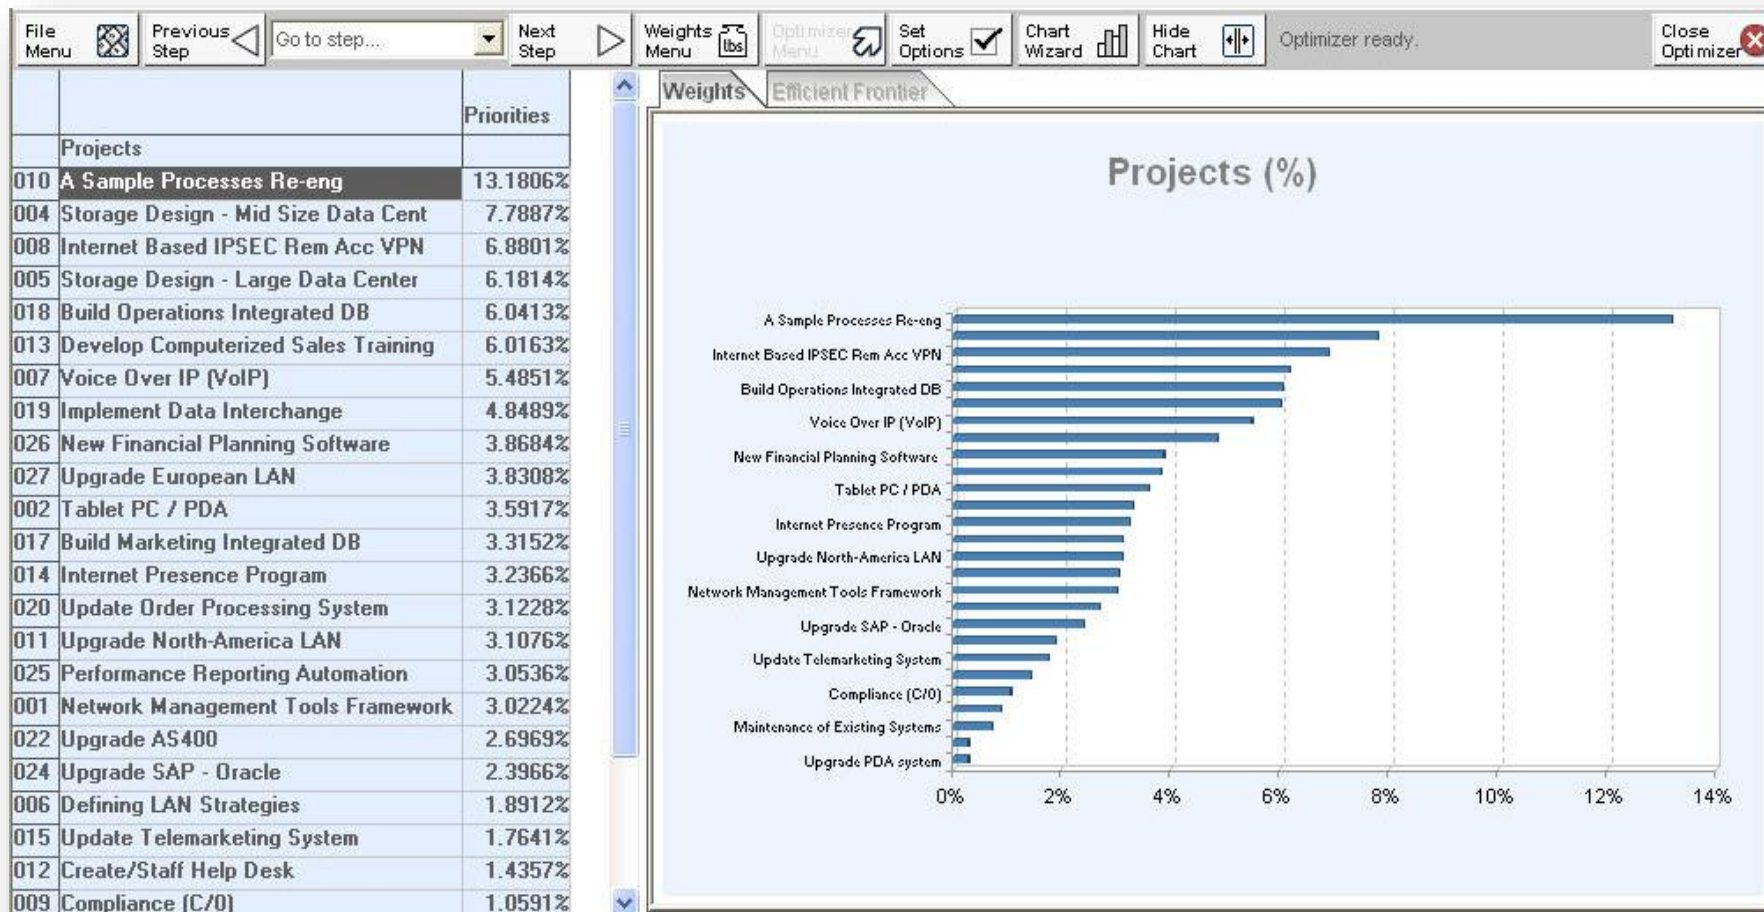 File Menu
Previous Step
Go to step...
Next Step
Weights Menu
lbs
Optimizer Menu
Set Options
Chart Wizard
Hide Chart
Optimizer ready.
Close Optimizer
Priorities
Projects
010 A Sample Processes Re-eng 13.1806%
004 Storage Design - Mid Size Data Cent 7.7887%
008 Internet Based IPSEC Rem Acc VPN 6.8801%
005 Storage Design - Large Data Center 6.1814%
018 Build Operations Integrated DB 6.0413%
013 Develop Computerized Sales Training 6.0163%
007 Voice Over IP (VoIP) 5.4851%
019 Implement Data Interchange 4.8489%
026 New Financial Planning Software 3.8684%
027 Upgrade European LAN 3.8308%
002 Tablet PC / PDA 3.5917%
017 Build Marketing Integrated DB 3.3152%
014 Internet Presence Program 3.2366%
020 Update Order Processing System 3.1228%
011 Upgrade North-America LAN 3.1076%
025 Performance Reporting Automation 3.0536%
001 Network Management Tools Framework 3.0224%
022 Upgrade AS400 2.6969%
024 Upgrade SAP - Oracle 2.3966%
006 Defining LAN Strategies 1.8912%
015 Update Telemarketing System 1.7641%
012 Create/Staff Help Desk 1.4357%
009 Compliance (C/0) 1.0591%
Weights
Efficient Frontier
Projects (%)
A Sample Processes Re-eng
Internet Based IPSEC Rem Acc VPN
Build Operations Integrated DB
Voice Over IP (VoIP)
New Financial Planning Software
Tablet PC / PDA
Internet Presence Program
Upgrade North-America LAN
Network Management Tools Framework
Upgrade SAP - Oracle
Update Telemarketing System
Compliance (C/0)
Maintenance of Existing Systems
Upgrade PDA system
0% 2% 4% 6% 8% 10% 12% 14%